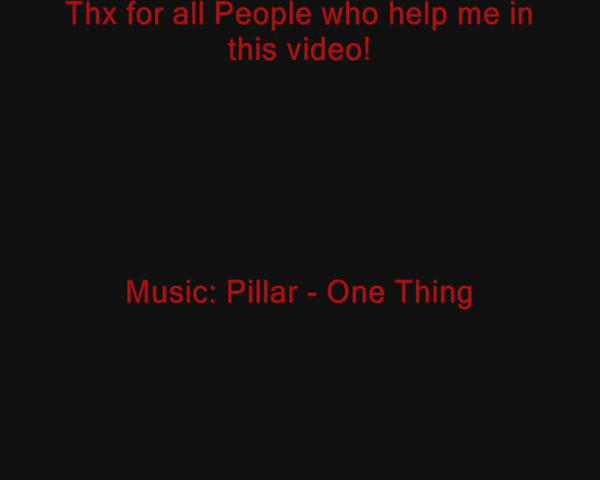 Thx for all People who help me in
this video!
Music: Pillar - One Thing